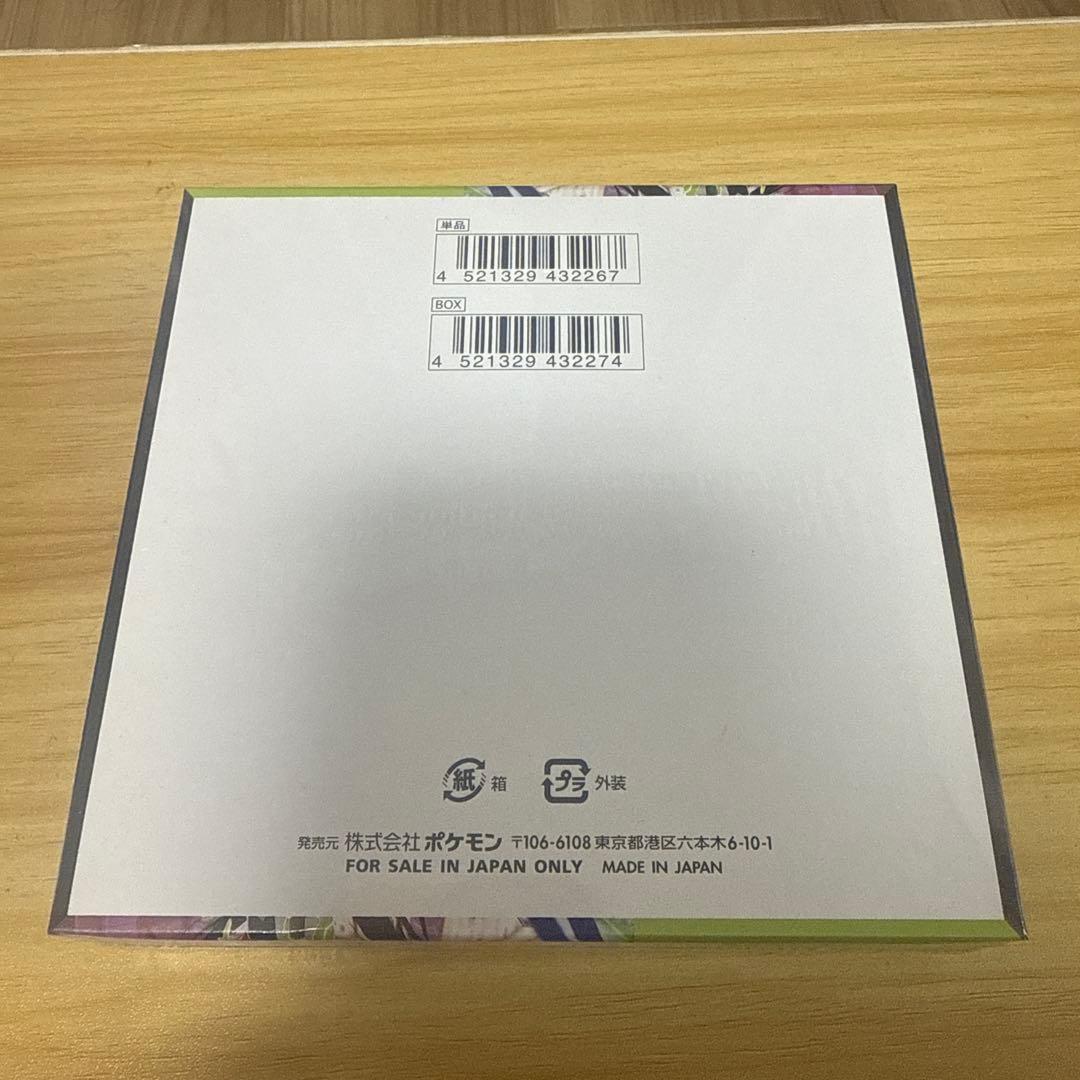 単品
4 521329 432267
BOX
4 521329 432274
紙 箱 プラ 外装
発売元 株式会社 ポケモン 〒106-6108 東京都港区六本木6-10-1
FOR SALE IN JAPAN ONLY MADE IN JAPAN